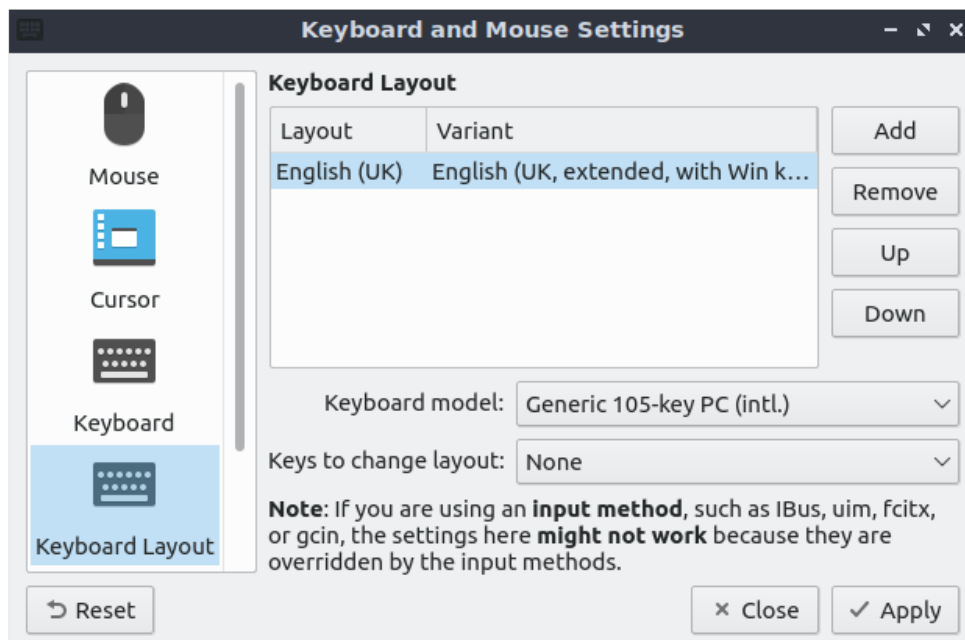 Keyboard and Mouse Settings
Mouse
Cursor
Keyboard
Keyboard Layout
Keyboard Layout
Layout Variant
English (UK) English (UK, extended, with Win k...
Add
Remove
Up
Down
Keyboard model: Generic 105-key PC (intl.)
Keys to change layout: None
Note: If you are using an input method, such as IBus, uim, fcitx,
or gcin, the settings here might not work because they are
overridden by the input methods.
Reset
Close
Apply